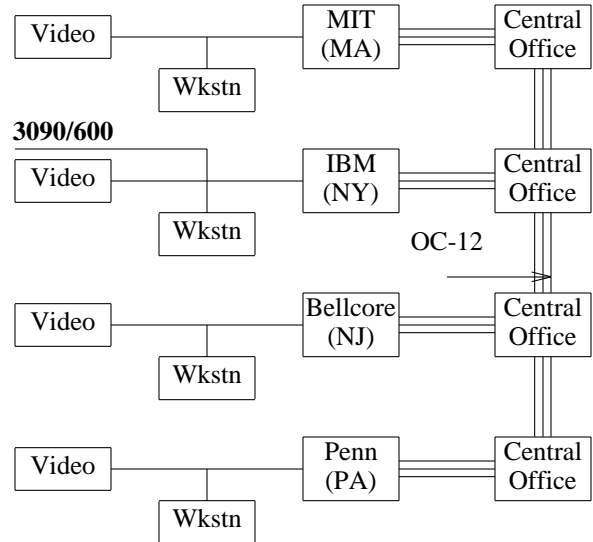 Video
MIT
(MA)
Central
Office
Wkstn
3090/600
Video
IBM
(NY)
Central
Office
Wkstn
OC-12
Video
Bellcore
(NJ)
Central
Office
Wkstn
Video
Penn
(PA)
Central
Office
Wkstn